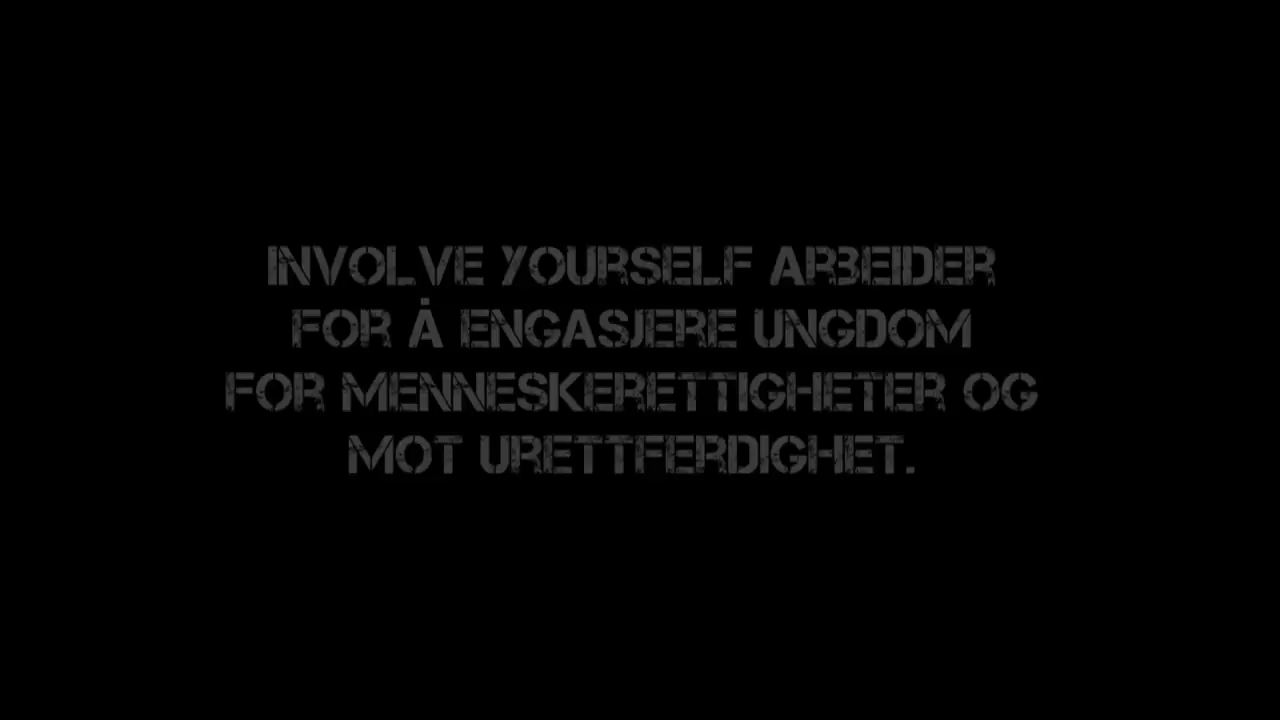 INVOLVE YOURSELF ARBEIDER
FOR Å ENGASJERE UNGDOM
FOR MENNESKERETTIGHETER OG
MOT URETTFERDIGHET.